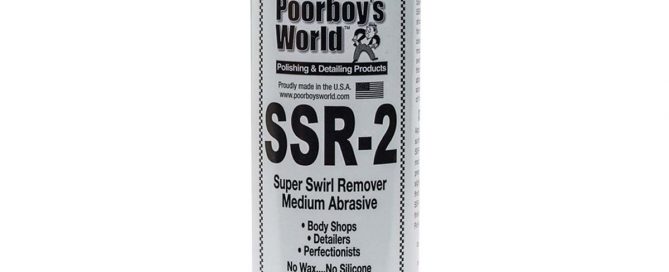 Poorboy's
World™
Polishing & Detailing Products
Proudly made in the U.S.A.
www.poorboysworld.com
SSR-2
Super Swirl Remover
Medium Abrasive
• Body Shops
• Detailers
• Perfectionists
No Wax....No Silicone